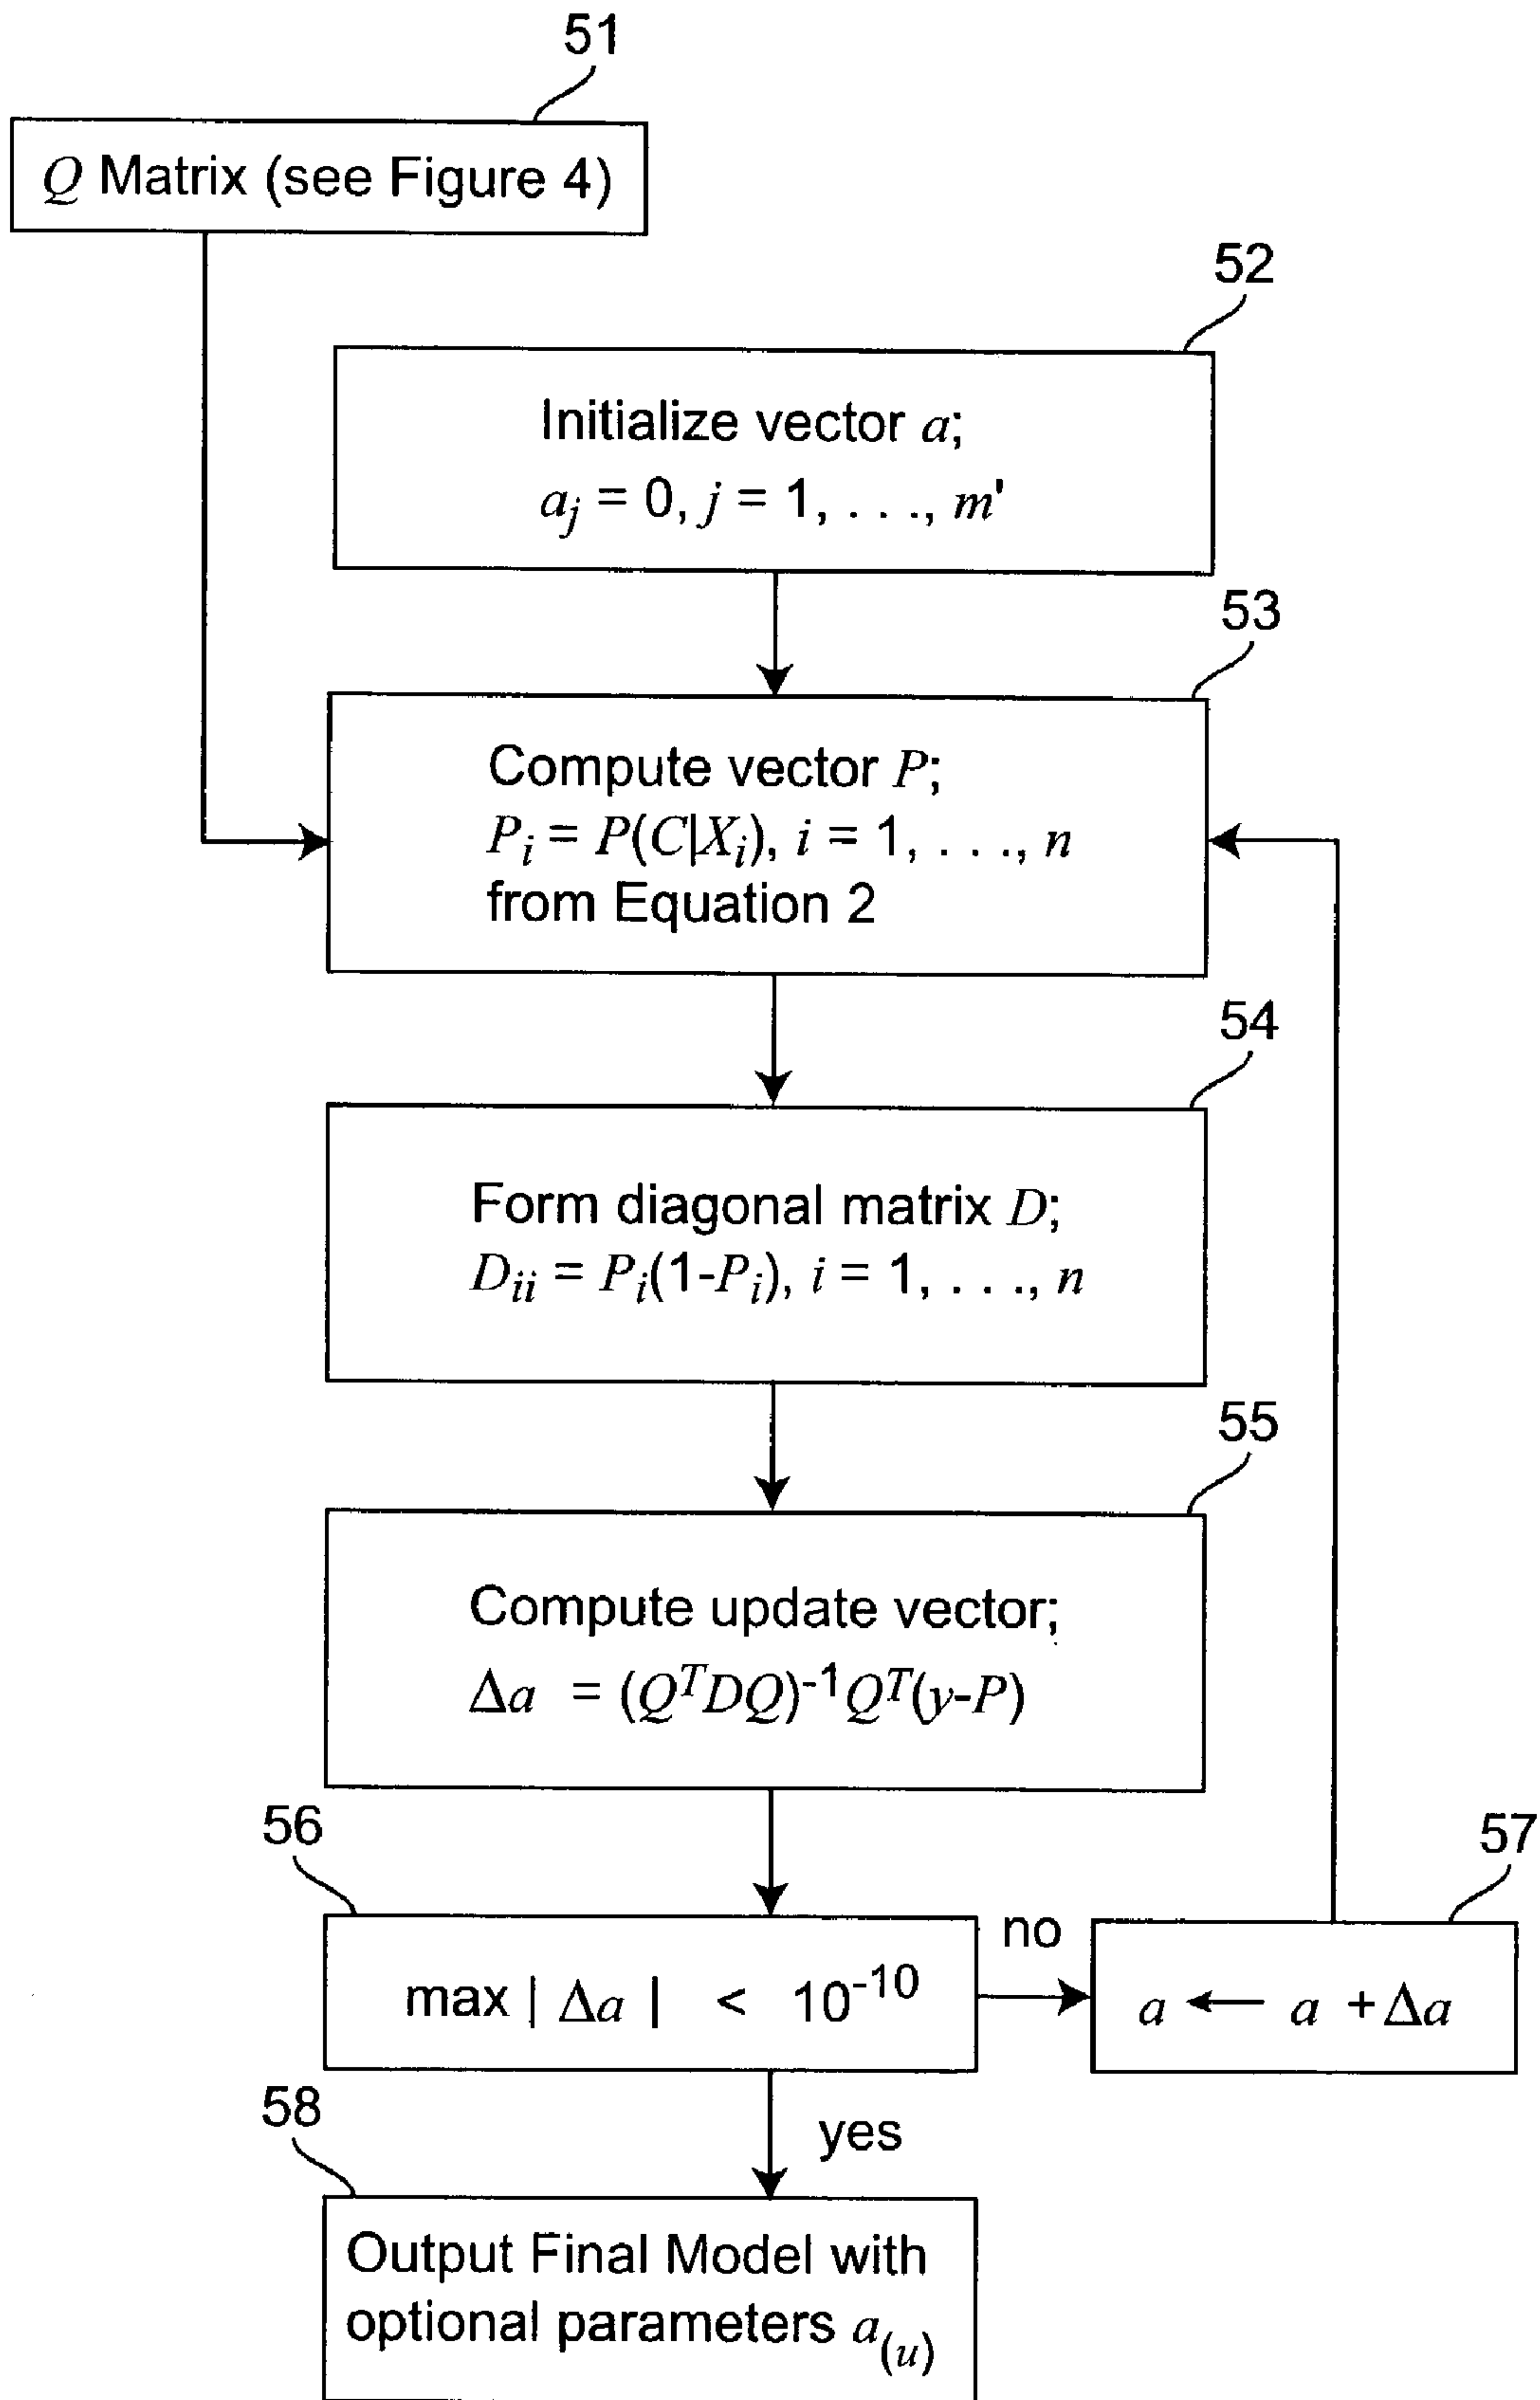 51
Q Matrix (see Figure 4)
52
Initialize vector a;
a_j = 0, j = 1, . . ., m'
53
Compute vector P;
P_i = P(C|X_i), i = 1, . . ., n
from Equation 2
54
Form diagonal matrix D;
D_ii = P_i(1-P_i), i = 1, . . ., n
55
Compute update vector;
Δa = (Q^T DQ)^-1 Q^T(y-P)
56
max | Δa | < 10^-10
no
57
a ← a + Δa
yes
58
Output Final Model with
optional parameters a_(u)